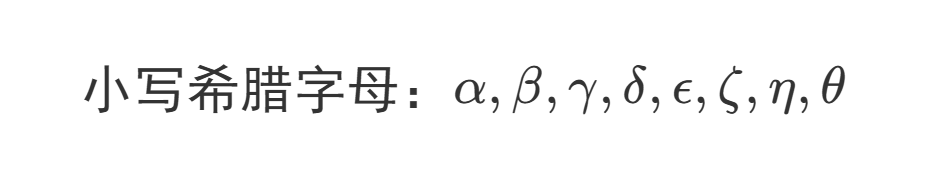 小写希腊字母：α, β, γ, δ, ϵ, ζ, η, θ